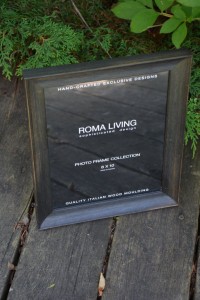 HAND-CRAFTED EXCLUSIVE DESIGNS
ROMA LIVING
sophisticated design
PHOTO FRAME COLLECTION
8 X 10
QUALITY ITALIAN WOOD MOULDING